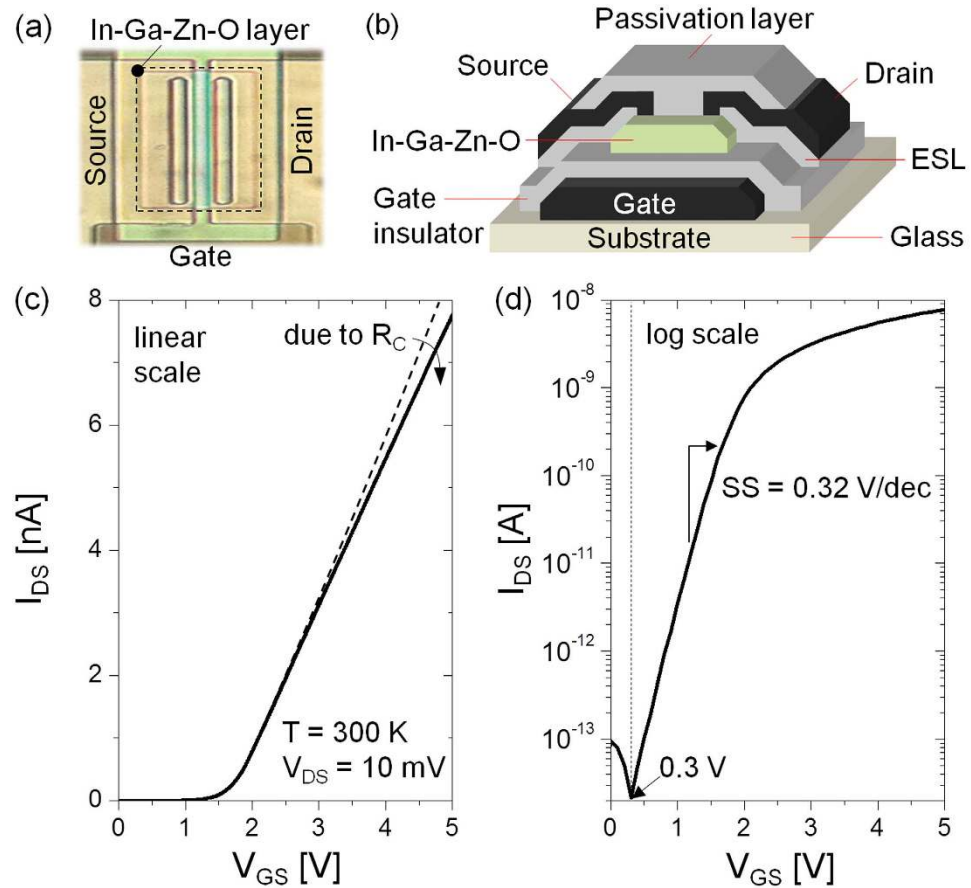 (a)
In-Ga-Zn-O layer
Source
Drain
Gate
(b)
Passivation layer
Source
Drain
In-Ga-Zn-O
ESL
Gate
insulator
Gate
Substrate
Glass
(c)
8
6
4
2
0
I_DS [nA]
linear
scale
due to R_C
T = 300 K
V_DS = 10 mV
0 1 2 3 4 5
V_GS [V]
(d)
10^-8
10^-9
10^-10
10^-11
10^-12
10^-13
I_DS [A]
log scale
SS = 0.32 V/dec
0.3 V
0 1 2 3 4 5
V_GS [V]